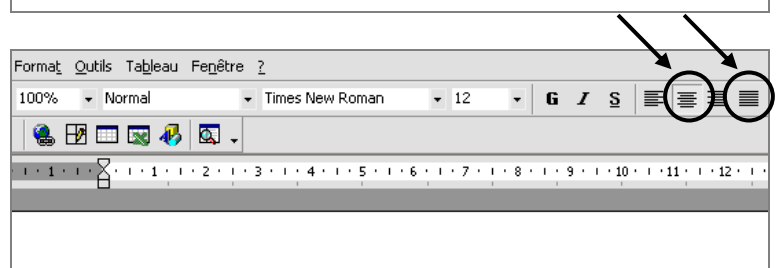 Format Outils Tableau Fenêtre ?
100% Normal Times New Roman 12 G I S
1 1 2 3 4 5 6 7 8 9 10 11 12